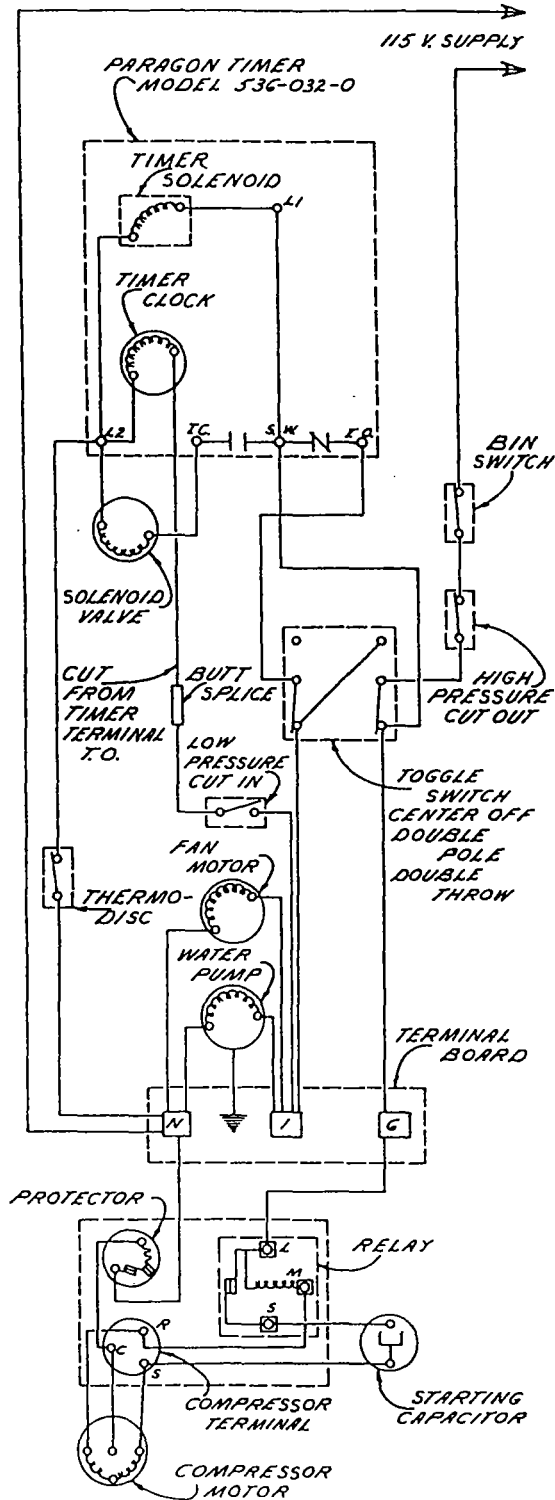 115 V. SUPPLY
PARAGON TIMER
MODEL 536-032-0
TIMER
SOLENOID
L1
TIMER
CLOCK
L2
T.C.
S.W.
T.O.
BIN
SWITCH
SOLENOID
VALVE
CUT
FROM
TIMER
TERMINAL
T.O.
BUTT
SPLICE
HIGH
PRESSURE
CUT OUT
LOW
PRESSURE
CUT IN
TOGGLE
SWITCH
CENTER OFF
DOUBLE
POLE
DOUBLE
THROW
FAN
MOTOR
THERMO-
DISC
WATER
PUMP
TERMINAL
BOARD
N
1
6
PROTECTOR
RELAY
L
M
S
R
C
S
COMPRESSOR
TERMINAL
STARTING
CAPACITOR
COMPRESSOR
MOTOR